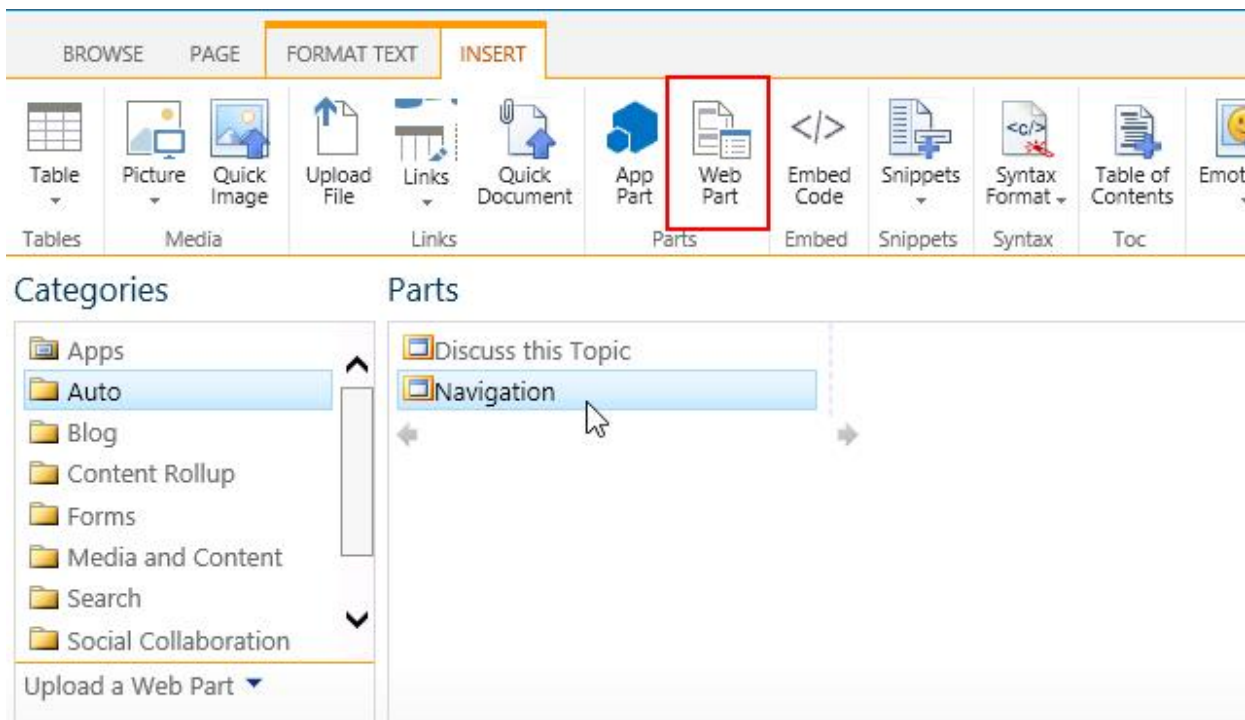 BROWSE PAGE FORMAT TEXT INSERT
Table Picture Quick Image Upload File Links Quick Document App Part Web Part Embed Code </> Snippets Syntax Format <c/> Table of Contents Emot
Tables Media Links Parts Embed Snippets Syntax Toc
Categories Parts
Apps Discuss this Topic
Auto Navigation
Blog
Content Rollup
Forms
Media and Content
Search
Social Collaboration
Upload a Web Part